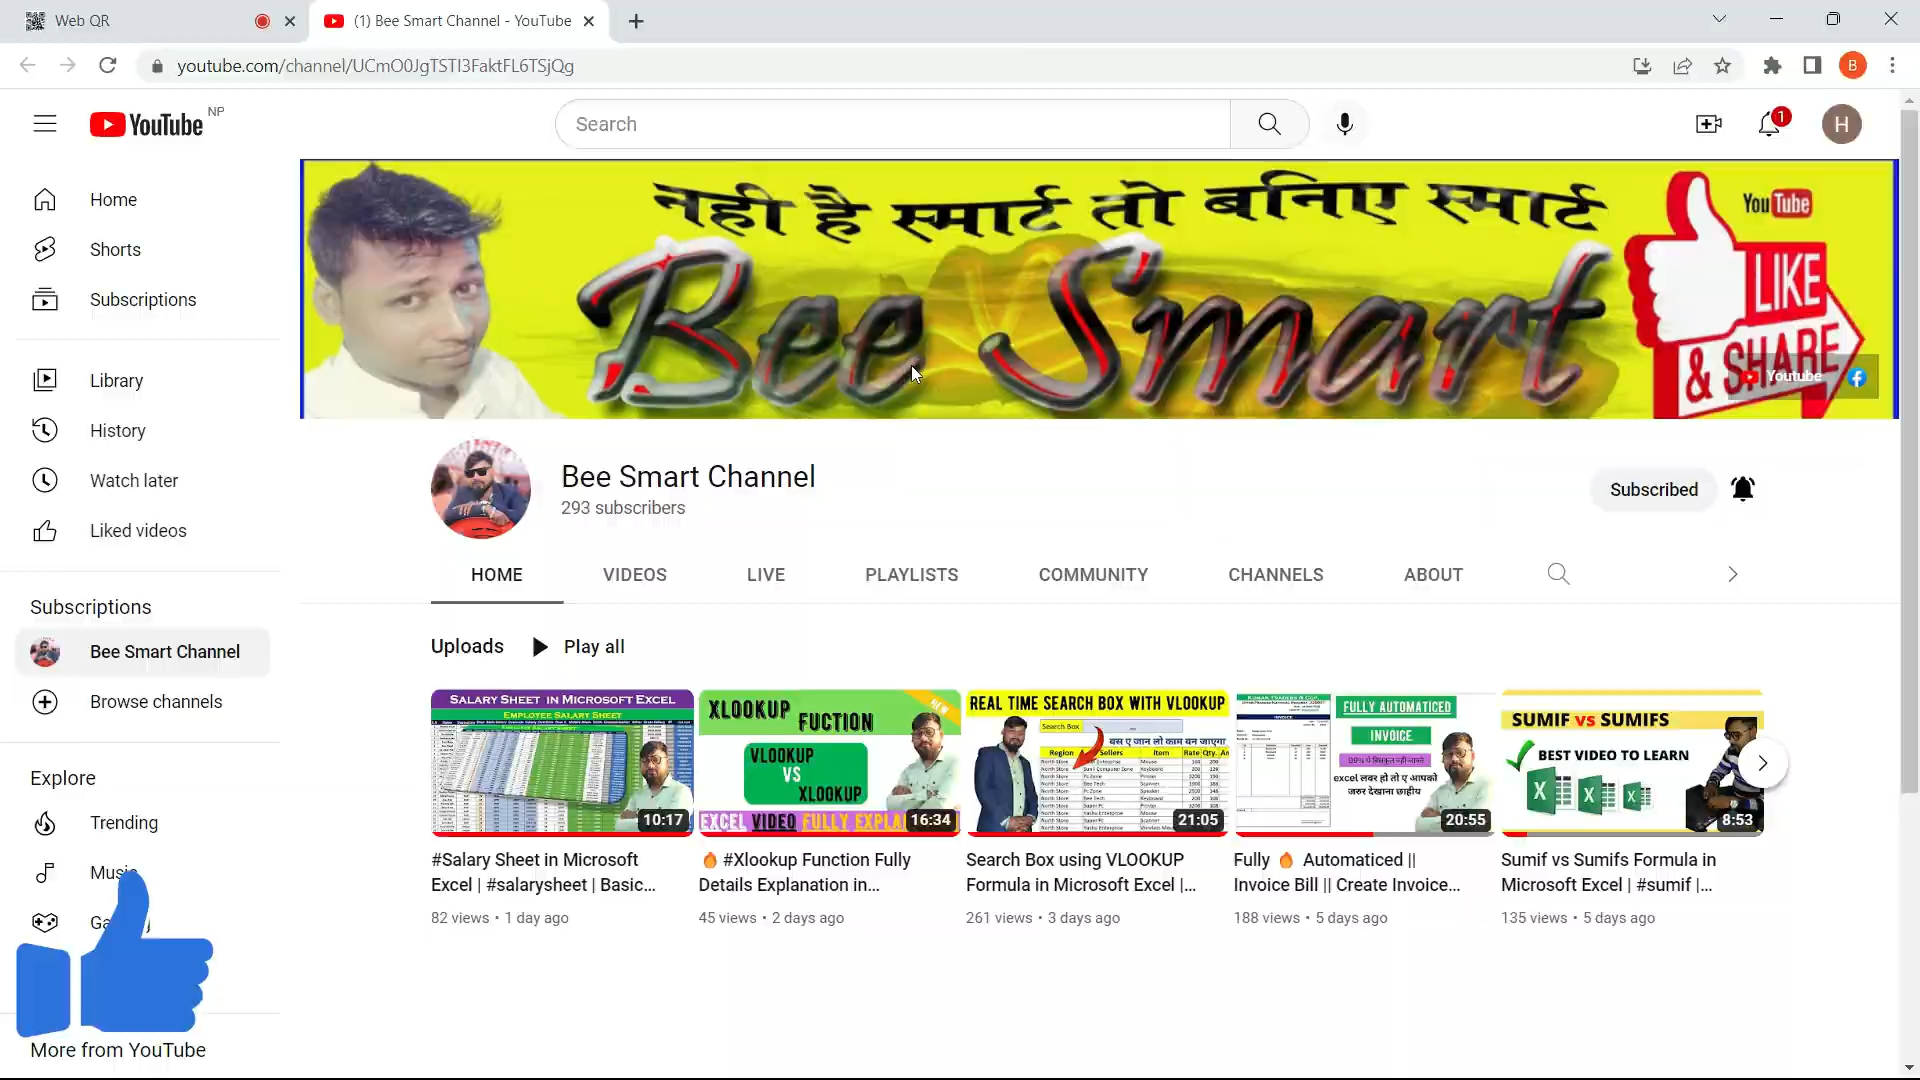 Web QR
(1) Bee Smart Channel - YouTube
youtube.com/channel/UCmO0JgTSTI3FaktFL6TSjQg
B
YouTube NP
Search
1
H
Home
Shorts
Subscriptions
Library
History
Watch later
Liked videos
Subscriptions
Bee Smart Channel
Browse channels
Explore
Trending
More from YouTube
नही है स्मार्ट तो बनिए स्मार्ट
Bee Smart
YouTube
LIKE
& SHARE
Youtube
Bee Smart Channel
293 subscribers
Subscribed
HOME VIDEOS LIVE PLAYLISTS COMMUNITY CHANNELS ABOUT
Uploads Play all
SALARY SHEET IN MICROSOFT EXCEL
EMPLOYEE SALARY SHEET
10:17
#Salary Sheet in Microsoft
Excel | #salarysheet | Basic...
82 views • 1 day ago
XLOOKUP FUCTION
NEW
VLOOKUP
VS
XLOOKUP
EXCEL VIDEO FULLY EXPLA
16:34
#Xlookup Function Fully
Details Explanation in...
45 views • 2 days ago
REAL TIME SEARCH BOX WITH VLOOKUP
Search Box
बस ए जान लो काम बन जाएगा
Region Sellers Item Rate Qty.
21:05
Search Box using VLOOKUP
Formula in Microsoft Excel |...
261 views • 3 days ago
FULLY AUTOMATICED
INVOICE
excel लवर हो तो ए आपको
जरुर देखना छाहीय
20:55
Fully Automaticed ||
Invoice Bill || Create Invoice...
188 views • 5 days ago
SUMIF VS SUMIFS
BEST VIDEO TO LEARN
8:53
Sumif vs Sumifs Formula in
Microsoft Excel | #sumif |...
135 views • 5 days ago